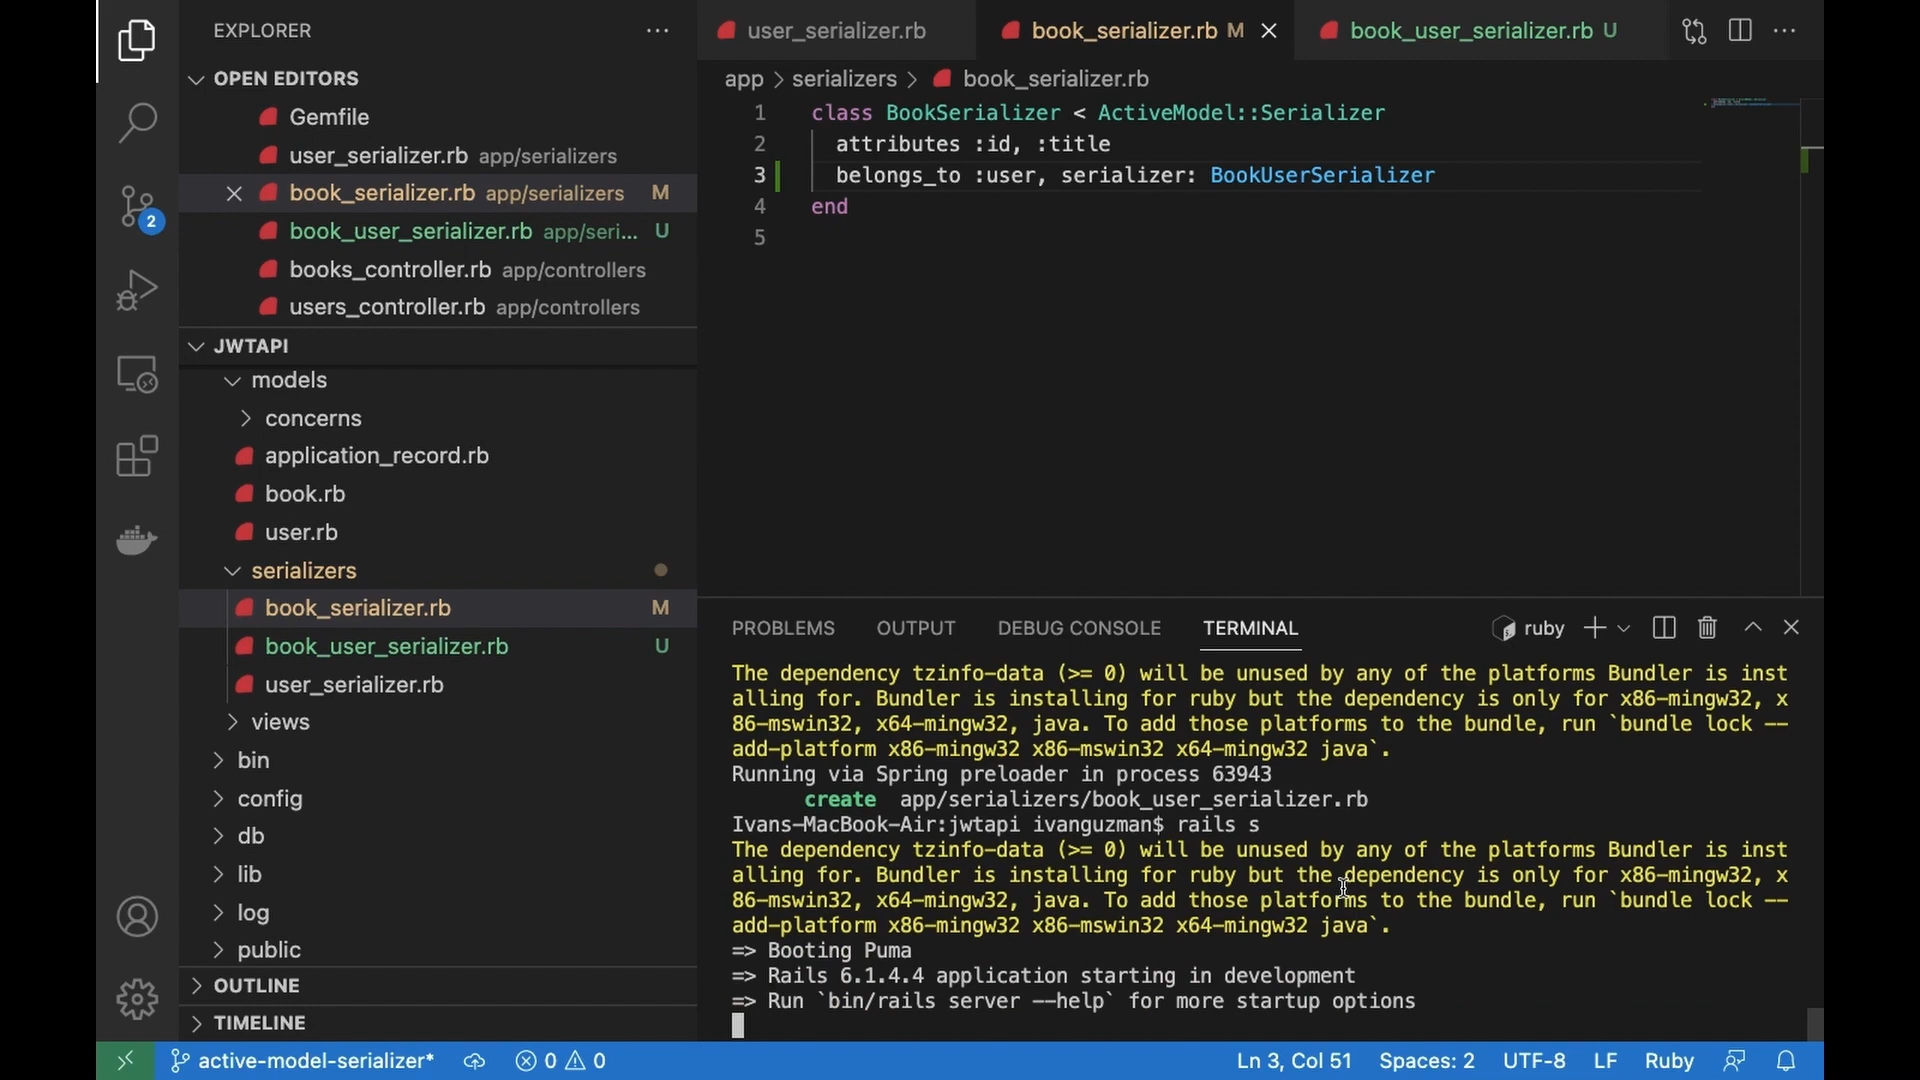 EXPLORER
OPEN EDITORS
Gemfile
user_serializer.rb app/serializers
book_serializer.rb app/serializers M
book_user_serializer.rb app/seri... U
books_controller.rb app/controllers
users_controller.rb app/controllers
JWTAPI
models
concerns
application_record.rb
book.rb
user.rb
serializers
book_serializer.rb M
book_user_serializer.rb U
user_serializer.rb
views
bin
config
db
lib
log
public
OUTLINE
TIMELINE
2
user_serializer.rb
book_serializer.rb M
book_user_serializer.rb U
app > serializers > book_serializer.rb
1 class BookSerializer < ActiveModel::Serializer
2 attributes :id, :title
3 belongs_to :user, serializer: BookUserSerializer
4 end
5
PROBLEMS OUTPUT DEBUG CONSOLE TERMINAL ruby
The dependency tzinfo-data (>= 0) will be unused by any of the platforms Bundler is inst
alling for. Bundler is installing for ruby but the dependency is only for x86-mingw32, x
86-mswin32, x64-mingw32, java. To add those platforms to the bundle, run `bundle lock --
add-platform x86-mingw32 x86-mswin32 x64-mingw32 java`.
Running via Spring preloader in process 63943
create app/serializers/book_user_serializer.rb
Ivans-MacBook-Air:jwtapi ivanguzman$ rails s
The dependency tzinfo-data (>= 0) will be unused by any of the platforms Bundler is inst
alling for. Bundler is installing for ruby but the dependency is only for x86-mingw32, x
86-mswin32, x64-mingw32, java. To add those platforms to the bundle, run `bundle lock --
add-platform x86-mingw32 x86-mswin32 x64-mingw32 java`.
=> Booting Puma
=> Rails 6.1.4.4 application starting in development
=> Run `bin/rails server --help` for more startup options
active-model-serializer* 0 0 Ln 3, Col 51 Spaces: 2 UTF-8 LF Ruby